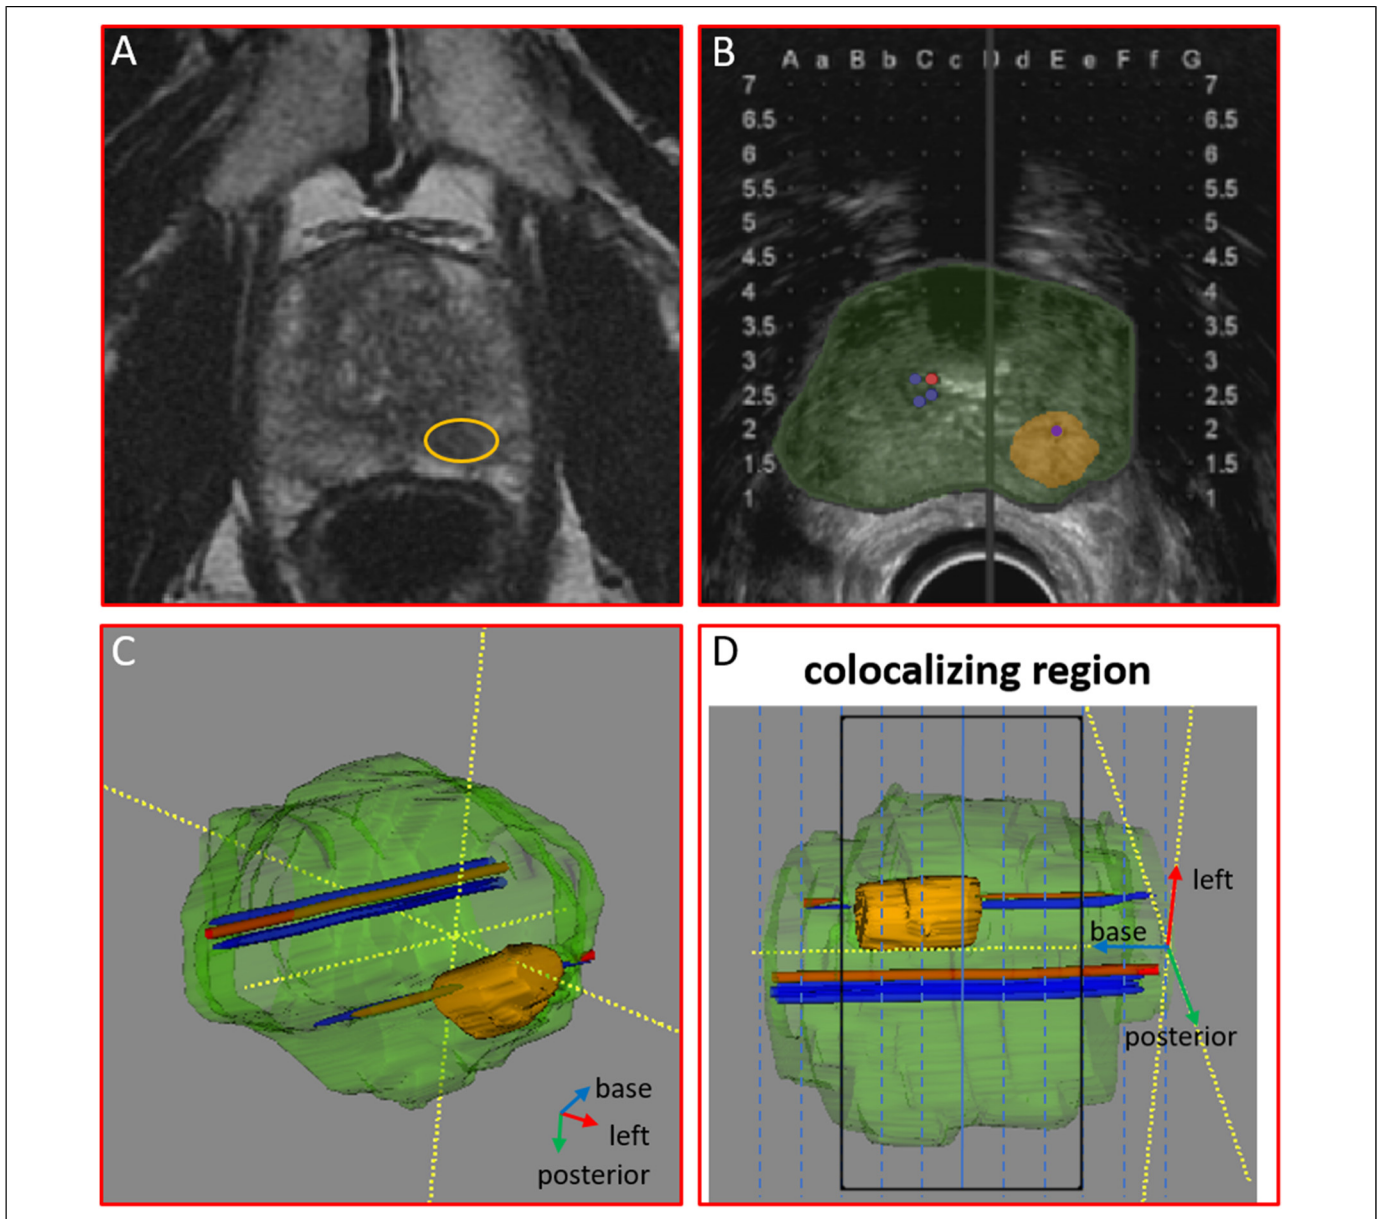 A
B
A a B b C c D d E e F f G
7 7
6.5 6.5
6 6
5.5 5.5
5 5
4.5 4.5
4 4
3.5 3.5
3 3
2.5 2.5
2 2
1.5 1.5
1 1
C
base
left
posterior
D
colocalizing region
left
base
posterior